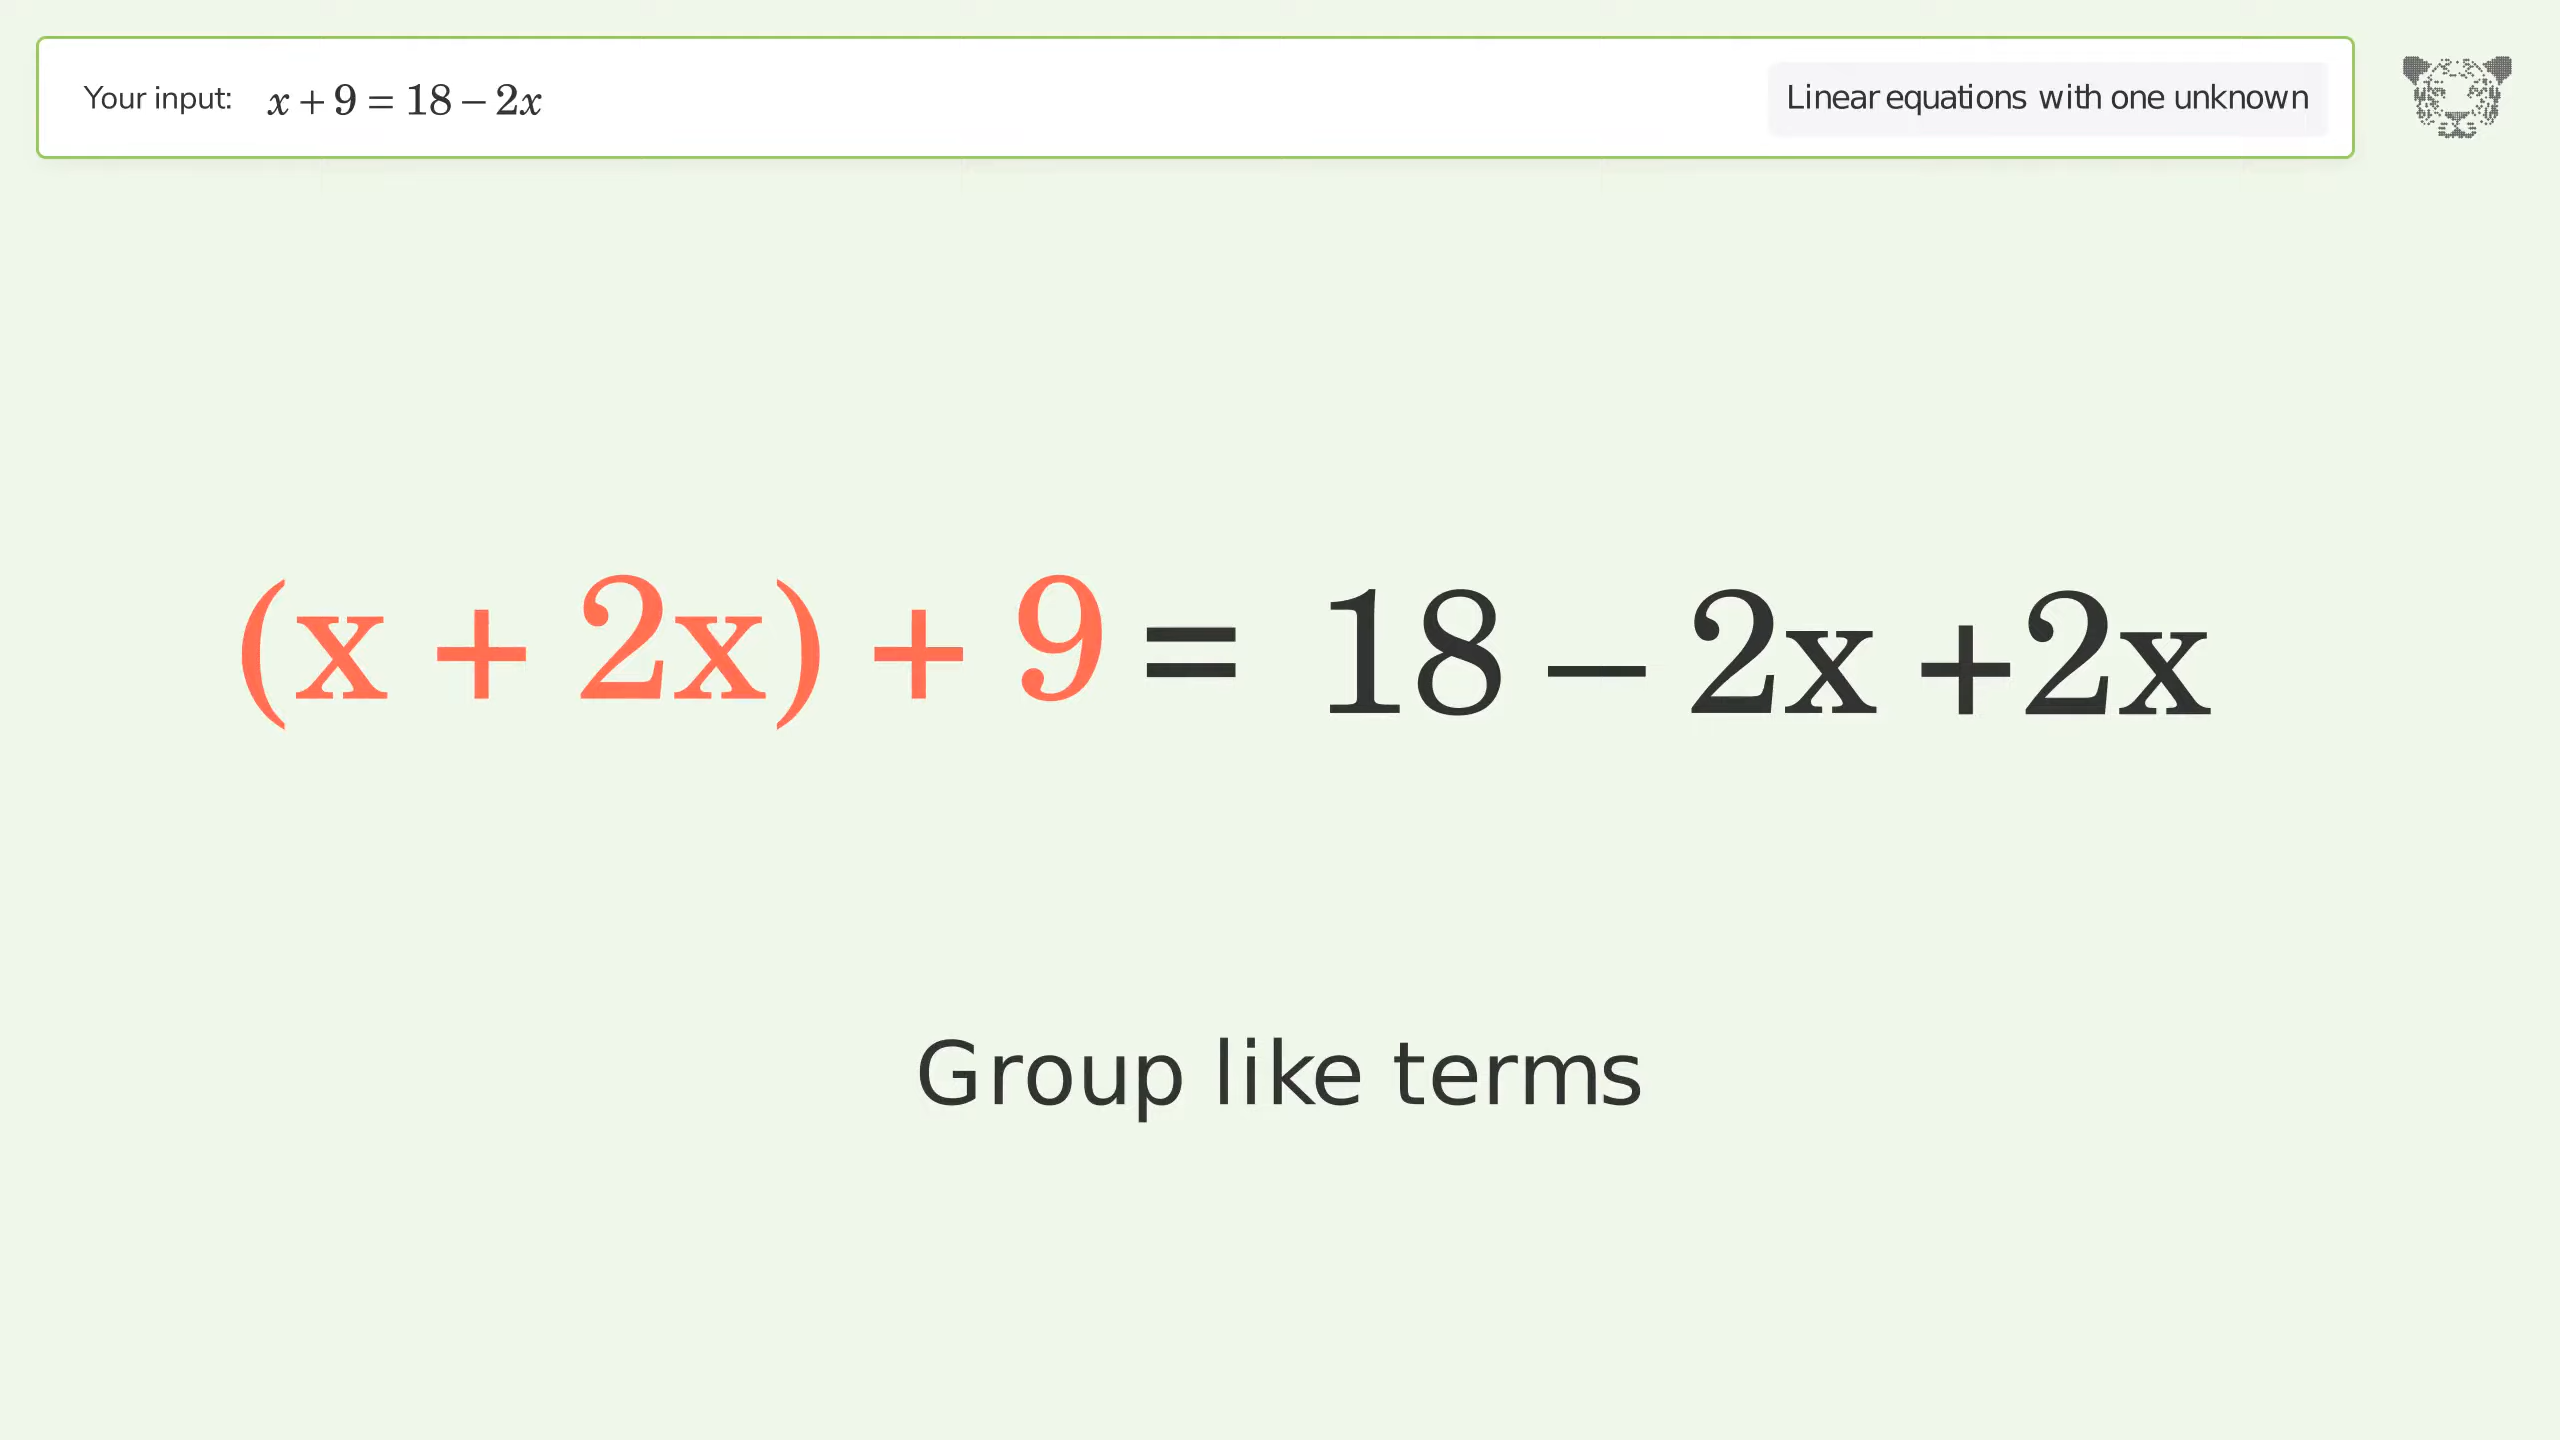 Your input: x + 9 = 18 − 2x
Linear equations with one unknown
(x + 2x) + 9 = 18 − 2x +2x
Group like terms